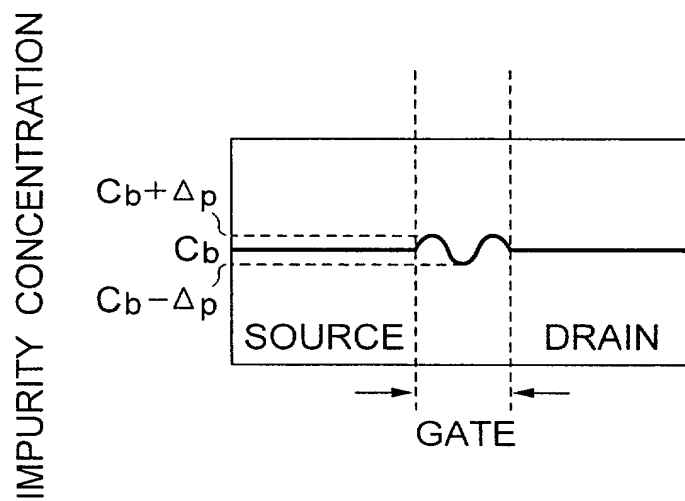 IMPURITY CONCENTRATION
Cb+Δp
Cb
Cb−Δp
SOURCE
DRAIN
GATE